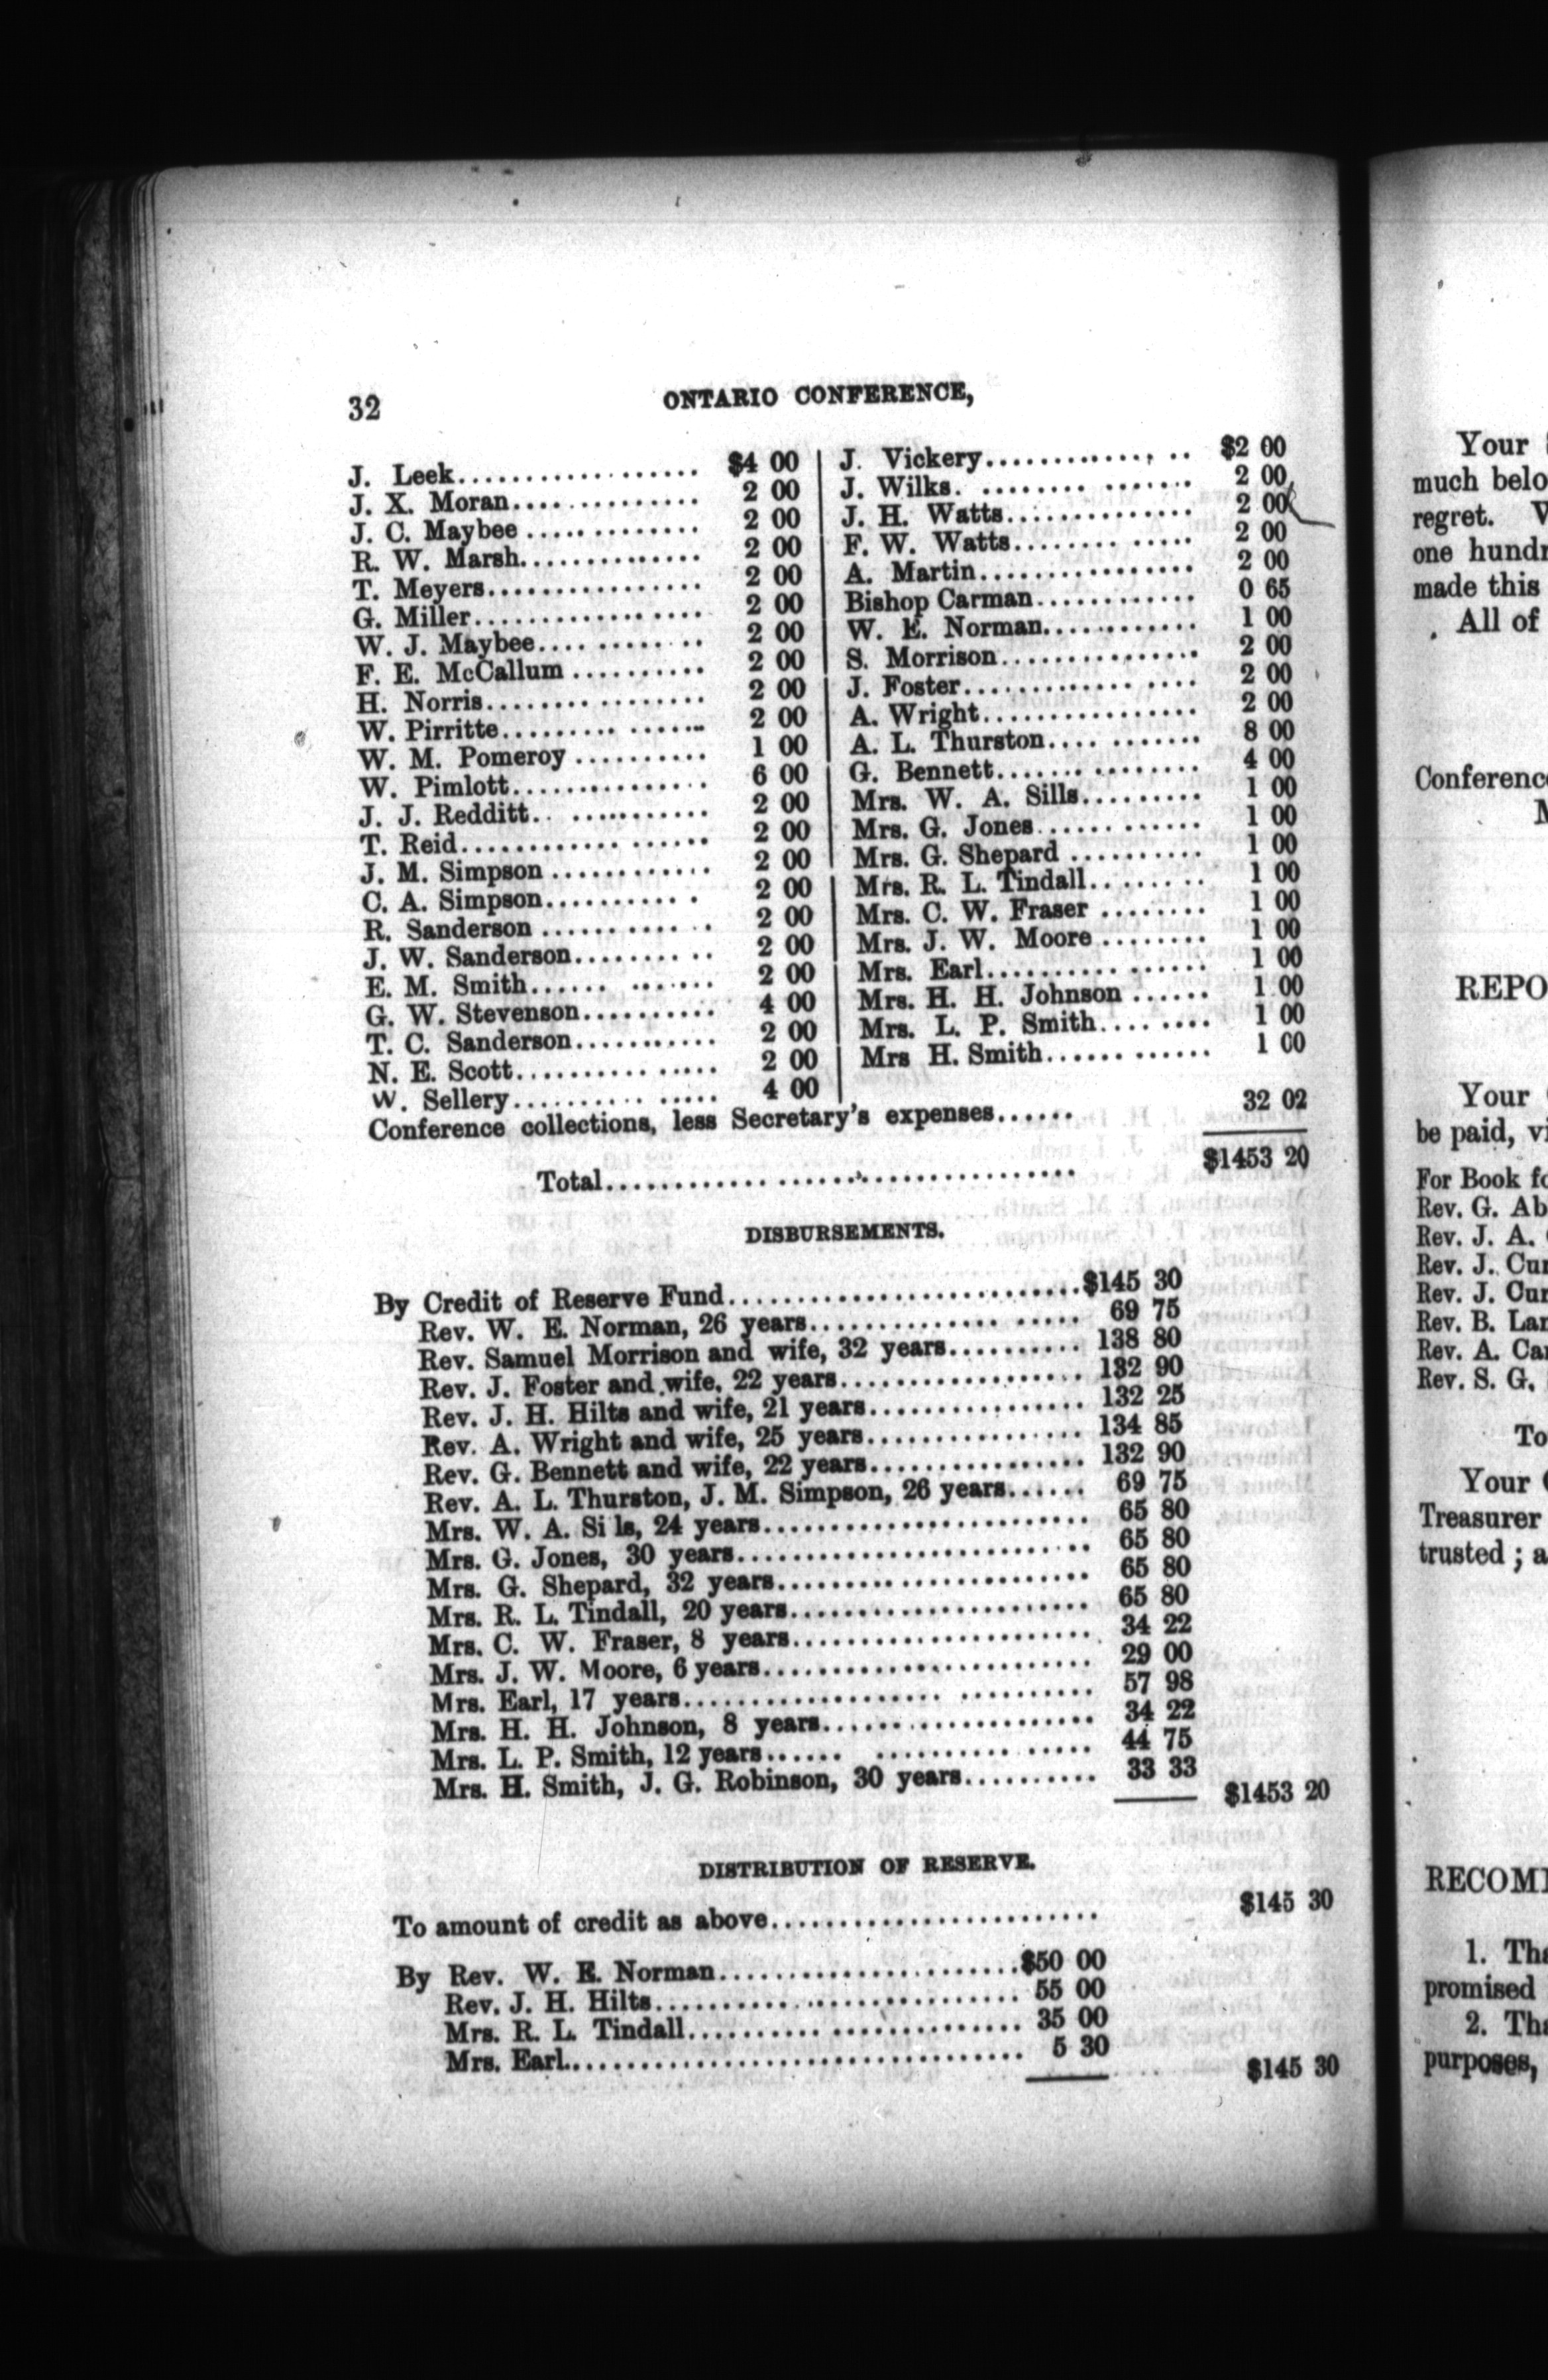 32
ONTARIO CONFERENCE,
J. Leek.................. $4 00
J. X. Moran.............. 2 00
J. C. Maybee ............. 2 00
R. W. Marsh.............. 2 00
T. Meyers................ 2 00
G. Miller................. 2 00
W. J. Maybee............ 2 00
F. E. McCallum .......... 2 00
H. Norris................ 2 00
W. Pirritte............... 2 00
W. M. Pomeroy .......... 1 00
W. Pimlott............... 6 00
J. J. Redditt.. ........... 2 00
T. Reid.................. 2 00
J. M. Simpson ............ 2 00
C. A. Simpson........... . 2 00
R. Sanderson ............ 2 00
J. W. Sanderson.......... 2 00
E. M. Smith...... ....... 2 00
G. W. Stevenson.......... 4 00
T. C. Sanderson........... 2 00
N. E. Scott............... 2 00
W. Sellery............... 4 00
J. Vickery............., .. $2 00
J. Wilks. ............... 2 00
J. H. Watts.............. 2 00
F. W. Watts............. 2 00
A. Martin................ 2 00
Bishop Carman............ 0 65
W. E. Norman............ 1 00
S. Morrison............... 2 00
J. Foster................. 2 00
A. Wright................ 2 00
A. L. Thurston........... 8 00
G. Bennett............... 4 00
Mrs. W. A. Sills......... 1 00
Mrs. G. Jones............ 1 00
Mrs. G. Shepard .......... 1 00
Mrs. R. L. Tindall........ 1 00
Mrs. C. W. Fraser ........ 1 00
Mrs. J. W. Moore ........ 1 00
Mrs. Earl................ 1 00
Mrs. H. H. Johnson ...... 1 00
Mrs. L. P. Smith........ 1 00
Mrs H. Smith............ 1 00
Conference collections, less Secretary's expenses...... 32 02
Total.................................. $1453 20
DISBURSEMENTS.
By Credit of Reserve Fund..........................$145 30
Rev. W. E. Norman, 26 years................... 69 75
Rev. Samuel Morrison and wife, 32 years.......... 138 80
Rev. J. Foster and wife, 22 years.................. 132 90
Rev. J. H. Hilts and wife, 21 years................ 132 25
Rev. A. Wright and wife, 25 years................ 134 85
Rev. G. Bennett and wife, 22 years................ 132 90
Rev. A. L. Thurston, J. M. Simpson, 26 years...... 69 75
Mrs. W. A. Si ls, 24 years........................ 65 80
Mrs. G. Jones, 30 years.......................... 65 80
Mrs. G. Shepard, 32 years....................... 65 80
Mrs. R. L. Tindall, 20 years...................... 65 80
Mrs. C. W. Fraser, 8 years...................... 34 22
Mrs. J. W. Moore, 6 years........................ 29 00
Mrs. Earl, 17 years................... .......... 57 98
Mrs. H. H. Johnson, 8 years.................... 34 22
Mrs. L. P. Smith, 12 years...... ............... 44 75
Mrs. H. Smith, J. G. Robinson, 30 years.......... 33 33
$1453 20
DISTRIBUTION OF RESERVE.
To amount of credit as above........................ $145 30
By Rev. W. E. Norman......................$50 00
Rev. J. H. Hilts........................... 55 00
Mrs. R. L. Tindall........................ 35 00
Mrs. Earl................................. 5 30
$145 30
Your
much belo
regret.
one hundr
made this
All of
Conference
REPO
Your
be paid, vi
For Book fo
Rev. G. Ab
Rev. J. A.
Rev. J. Cur
Rev. J. Cur
Rev. B. Lan
Rev. A. Car
Rev. S. G.
To
Your
Treasurer
trusted ; a
RECOM
1. Tha
promised
2. Tha
purposes,